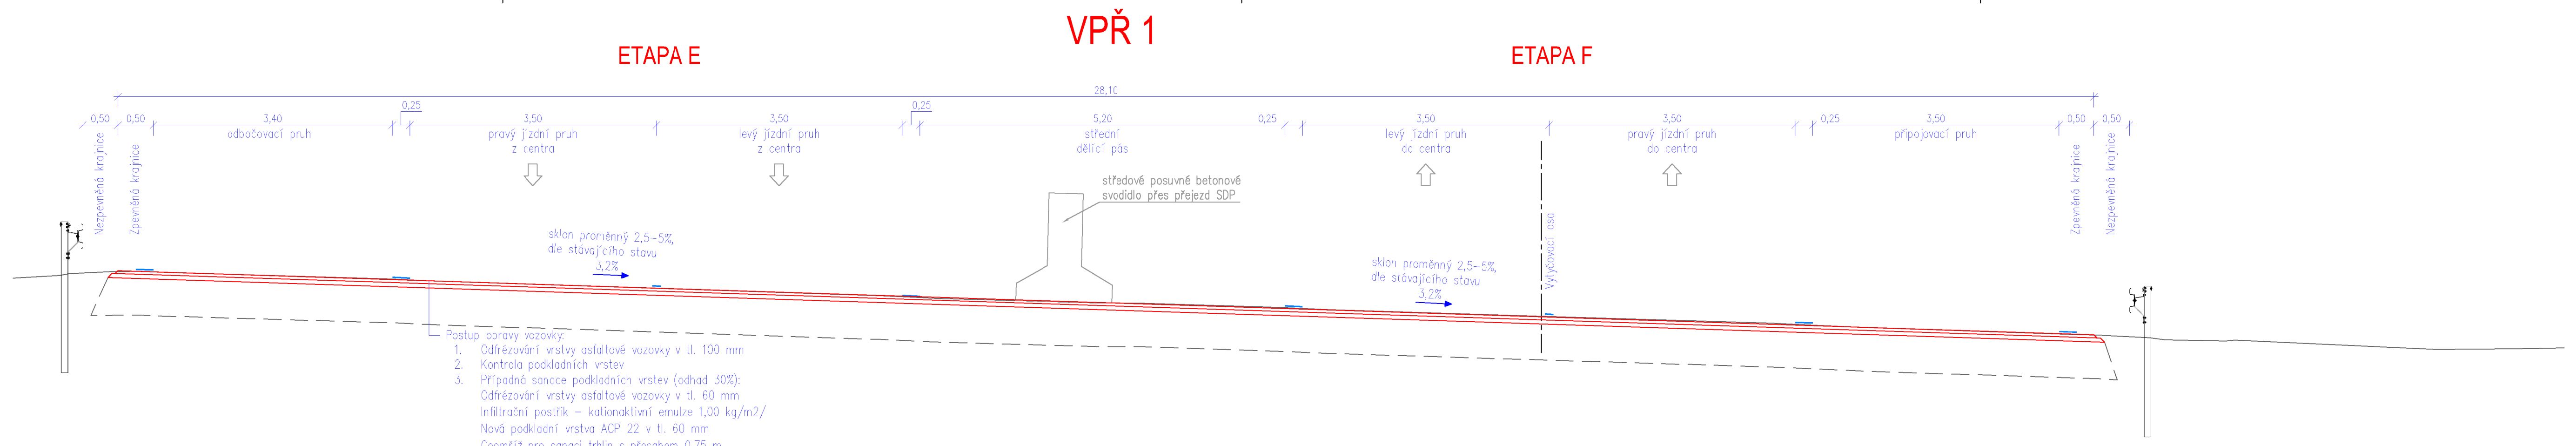 VPŘ 1
ETAPA E
ETAPA F
28,10
0,50
0,50
3,40
0,25
3,50
3,50
0,25
5,20
0,25
3,50
3,50
0,25
3,50
0,50
0,50
Nezpevněná krajnice
Zpevněná krajnice
odbočovací pruh
pravý jízdní pruh
z centra
levý jízdní pruh
z centra
střední
dělící pás
levý jízdní pruh
do centra
pravý jízdní pruh
do centra
připojovací pruh
Zpevněná krajnice
Nezpevněná krajnice
středové posuvné betonové
svodidlo přes přejezd SDP
sklon proměnný 2,5~5%,
dle stávajícího stavu
3,2%
sklon proměnný 2,5~5%,
dle stávajícího stavu
3,2%
Vytyčovací osa
Postup opravy vozovky:
1. Odfrézování vrstvy asfaltové vozovky v tl. 100 mm
2. Kontrola podkladních vrstev
3. Případná sanace podkladních vrstev (odhad 30%):
Odfrézování vrstvy asfaltové vozovky v tl. 60 mm
Infiltrační postřik – kationaktivní emulze 1,00 kg/m2/
Nová podkladní vrstva ACP 22 v tl. 60 mm
Geomříž pro sanaci trhlin s přesahem 0,75 m